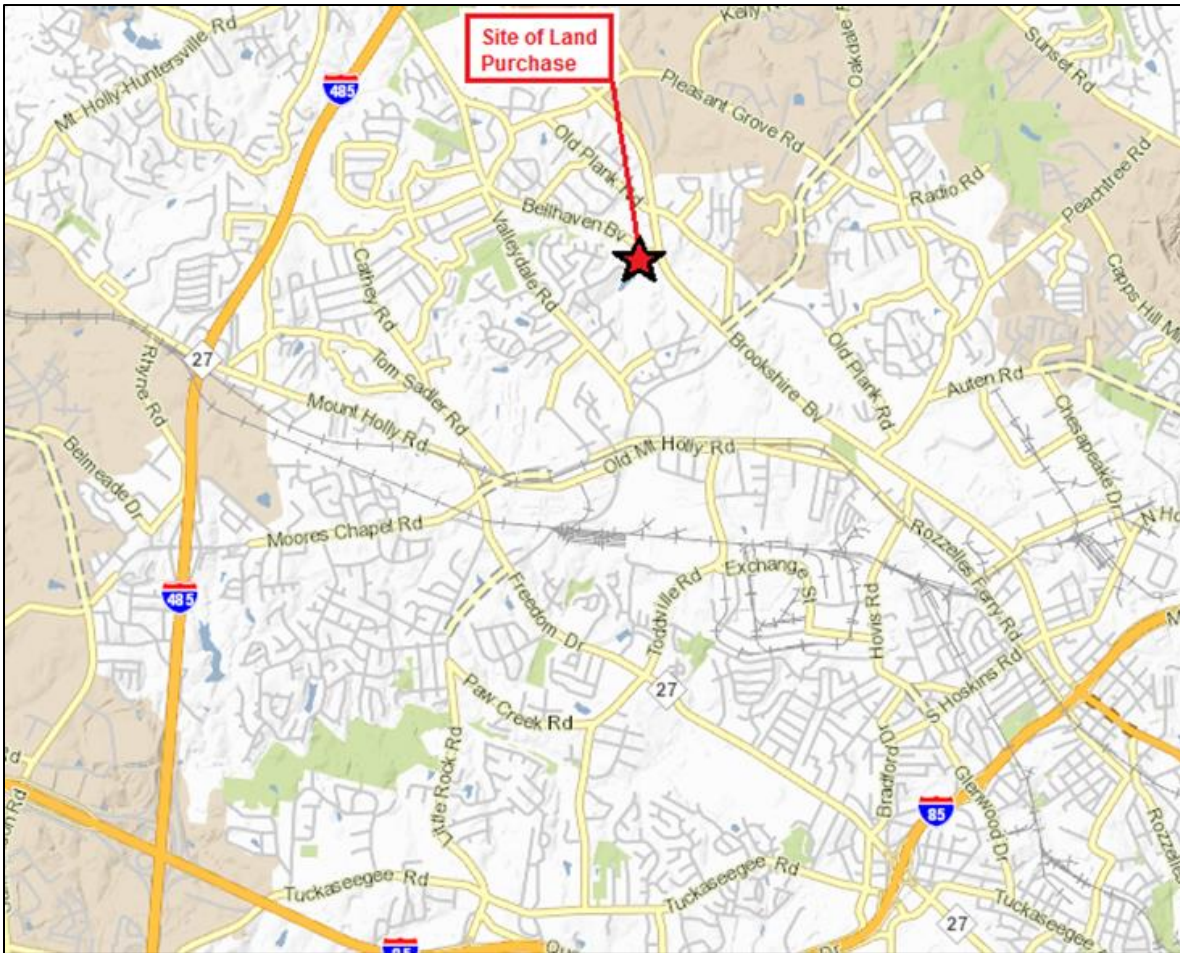 Site of Land
Purchase
Mt Holly-Huntersville Rd
485
Kelly Rd
Oakdale
Sunset Rd
Pleasant Grove Rd
Old Plank Rd
Radio Rd
Peachtree Rd
Bellhaven Bv
Valleydale Rd
Cathey Rd
Capps Hill
27
Rhyne Rd
Tom Sadler Rd
Brookshire Bv
Old Plank Rd
Auten Rd
Mount Holly Rd
Chesapeake Dr
Belmeade Dr
Old Mt Holly Rd
Moores Chapel Rd
Rozzelles Ferry Rd
Exchange St
485
Freedom Dr
Toddville Rd
Hovis Rd
27
S Hoskins Rd
Paw Creek Rd
Bradford Dr
Little Rock Rd
Glenwood Dr
85
Tuckaseegee Rd
Tuckaseegee Rd
Tuckaseegee
27
85
Dr